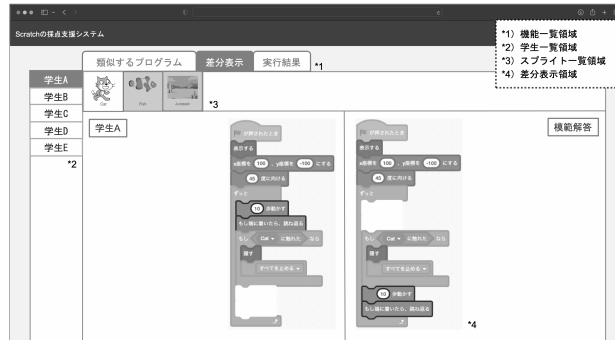 Scratchの採点支援システム
*1）機能一覧領域
*2）学生一覧領域
*3）スプライト一覧領域
*4）差分表示領域
類似するプログラム
差分表示
実行結果
*1
学生A
学生B
学生C
学生D
学生E
*2
Cat
Fish
*3
学生A
が押されたとき
表示する
x座標を 100 、y座標を -100 にする
45 度に向ける
ずっと
10 歩動かす
もし端に着いたら、跳ね返る
もし Cat に触れた なら
隠す
すべてを止める
模範解答
が押されたとき
表示する
x座標を 100 、y座標を -100 にする
45 度に向ける
ずっと
もし Cat に触れた なら
隠す
すべてを止める
10 歩動かす
もし端に着いたら、跳ね返る
*4